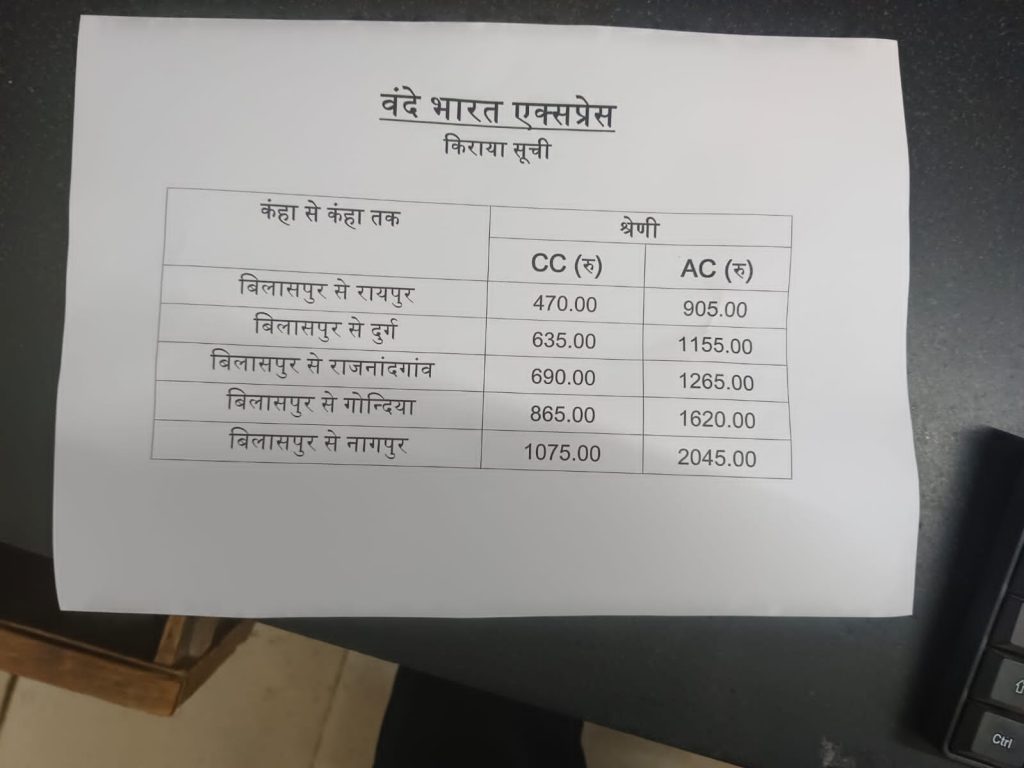 वंदे भारत एक्सप्रेस
किराया सूची
कंहा से कंहा तक श्रेणी
CC (रु) AC (रु)
बिलासपुर से रायपुर 470.00 905.00
बिलासपुर से दुर्ग 635.00 1155.00
बिलासपुर से राजनांदगांव 690.00 1265.00
बिलासपुर से गोन्दिया 865.00 1620.00
बिलासपुर से नागपुर 1075.00 2045.00
Ctrl